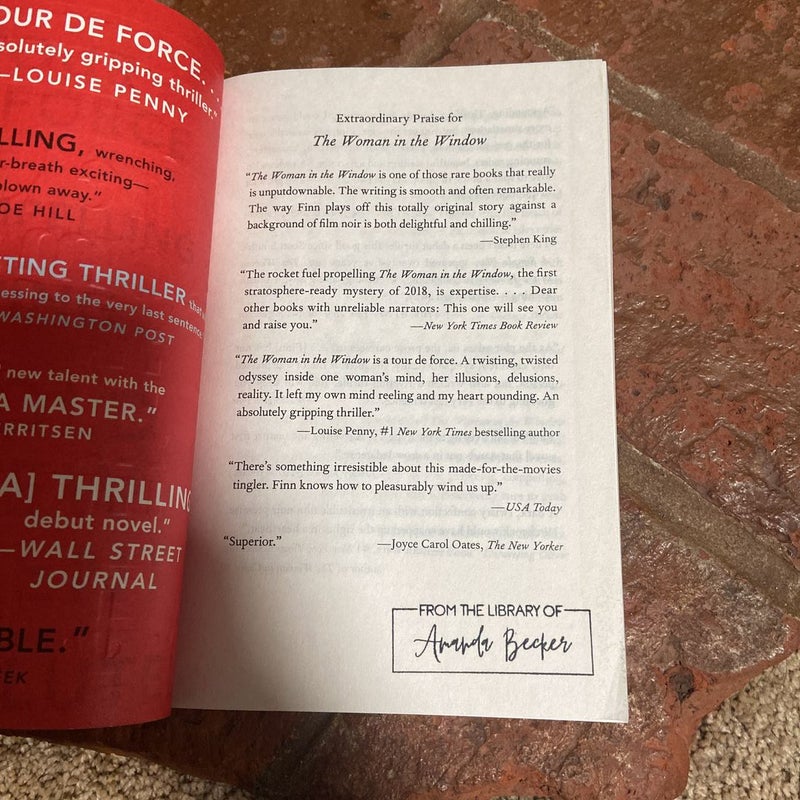 OUR DE FORCE. . .
solutely gripping thriller."
—LOUISE PENNY
LLING, wrenching,
r-breath exciting—
blown away."
OE HILL
TING THRILLER that
essing to the very last sentence
WASHINGTON POST
new talent with the
A MASTER."
ERRITSEN
A] THRILLING
debut novel."
—WALL STREET
JOURNAL
BLE."
EEK
Extraordinary Praise for
The Woman in the Window
“The Woman in the Window is one of those rare books that really
is unputdownable. The writing is smooth and often remarkable.
The way Finn plays off this totally original story against a
background of film noir is both delightful and chilling.”
—Stephen King
“The rocket fuel propelling The Woman in the Window, the first
stratosphere-ready mystery of 2018, is expertise. . . . Dear
other books with unreliable narrators: This one will see you
and raise you.” —New York Times Book Review
“The Woman in the Window is a tour de force. A twisting, twisted
odyssey inside one woman’s mind, her illusions, delusions,
reality. It left my own mind reeling and my heart pounding. An
absolutely gripping thriller.”
—Louise Penny, #1 New York Times bestselling author
“There’s something irresistible about this made-for-the-movies
tingler. Finn knows how to pleasurably wind us up.”
—USA Today
“Superior.” —Joyce Carol Oates, The New Yorker
FROM THE LIBRARY OF
Amanda Becker